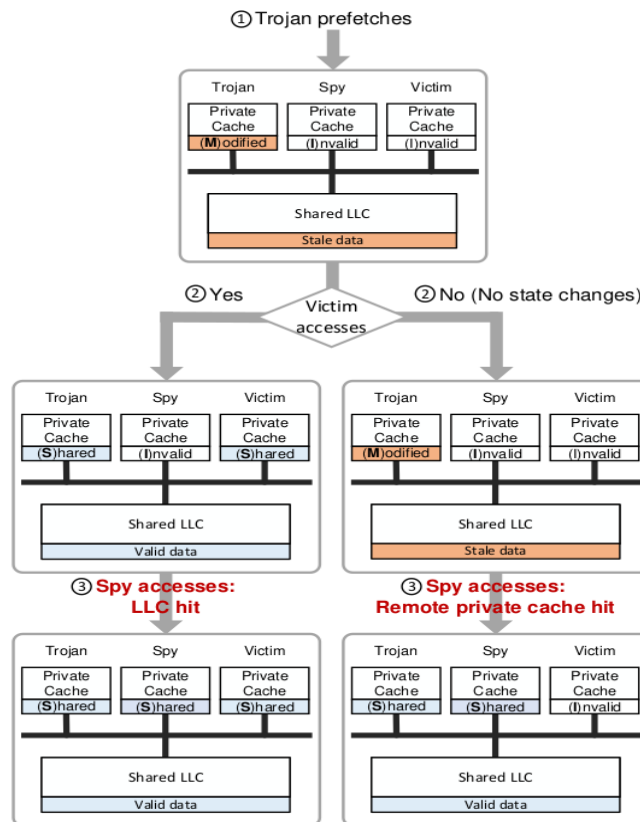 ① Trojan prefetches
Trojan Spy Victim
Private Cache Private Cache Private Cache
(M)odified (I)nvalid (I)nvalid
Shared LLC
Stale data
② Yes
Victim accesses
② No (No state changes)
Trojan Spy Victim
Private Cache Private Cache Private Cache
(S)hared (I)nvalid (S)hared
Shared LLC
Valid data
Trojan Spy Victim
Private Cache Private Cache Private Cache
(M)odified (I)nvalid (I)nvalid
Shared LLC
Stale data
③ Spy accesses:
LLC hit
③ Spy accesses:
Remote private cache hit
Trojan Spy Victim
Private Cache Private Cache Private Cache
(S)hared (S)hared (S)hared
Shared LLC
Valid data
Trojan Spy Victim
Private Cache Private Cache Private Cache
(S)hared (S)hared (I)nvalid
Shared LLC
Valid data